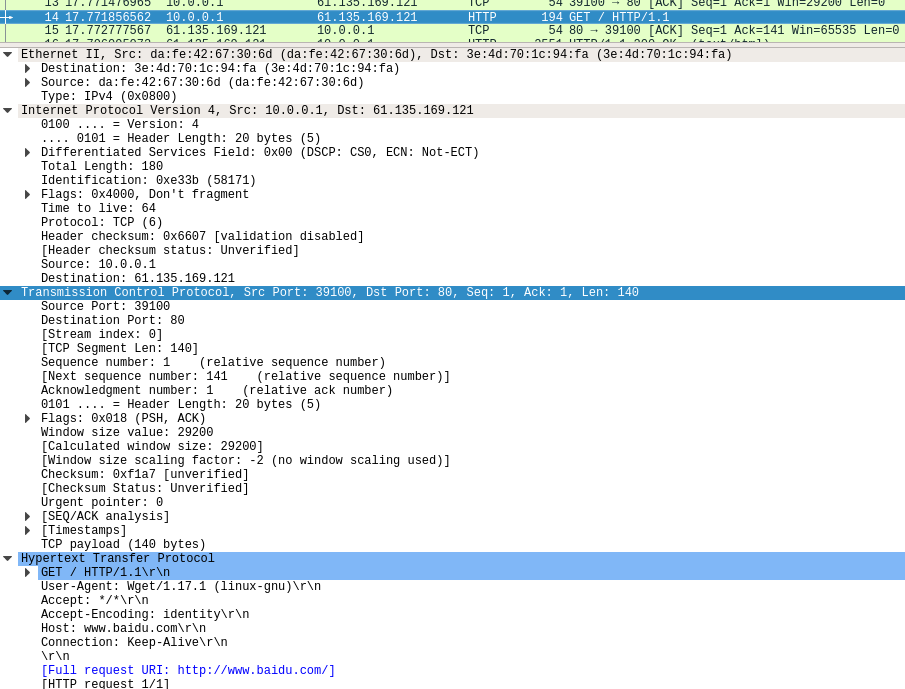 13 17.771476965 10.0.0.1 61.135.169.121 TCP 54 39100 → 80 [ACK] Seq=1 Ack=1 Win=29200 Len=0
14 17.771856562 10.0.0.1 61.135.169.121 HTTP 194 GET / HTTP/1.1
15 17.772777562 61.135.169.121 10.0.0.1 TCP 54 80 → 39100 [ACK] Seq=1 Ack=141 Win=65535 Len=0
Ethernet II, Src: da:fe:42:67:30:6d (da:fe:42:67:30:6d), Dst: 3e:4d:70:1c:94:fa (3e:4d:70:1c:94:fa)
Destination: 3e:4d:70:1c:94:fa (3e:4d:70:1c:94:fa)
Source: da:fe:42:67:30:6d (da:fe:42:67:30:6d)
Type: IPv4 (0x0800)
Internet Protocol Version 4, Src: 10.0.0.1, Dst: 61.135.169.121
0100 .... = Version: 4
.... 0101 = Header Length: 20 bytes (5)
Differentiated Services Field: 0x00 (DSCP: CS0, ECN: Not-ECT)
Total Length: 180
Identification: 0xe33b (58171)
Flags: 0x4000, Don't fragment
Time to live: 64
Protocol: TCP (6)
Header checksum: 0x6607 [validation disabled]
[Header checksum status: Unverified]
Source: 10.0.0.1
Destination: 61.135.169.121
Transmission Control Protocol, Src Port: 39100, Dst Port: 80, Seq: 1, Ack: 1, Len: 140
Source Port: 39100
Destination Port: 80
[Stream index: 0]
[TCP Segment Len: 140]
Sequence number: 1 (relative sequence number)
[Next sequence number: 141 (relative sequence number)]
Acknowledgment number: 1 (relative ack number)
0101 .... = Header Length: 20 bytes (5)
Flags: 0x018 (PSH, ACK)
Window size value: 29200
[Calculated window size: 29200]
[Window size scaling factor: -2 (no window scaling used)]
Checksum: 0xf1a7 [unverified]
[Checksum Status: Unverified]
Urgent pointer: 0
[SEQ/ACK analysis]
[Timestamps]
TCP payload (140 bytes)
Hypertext Transfer Protocol
GET / HTTP/1.1\r\n
User-Agent: Wget/1.17.1 (linux-gnu)\r\n
Accept: */*\r\n
Accept-Encoding: identity\r\n
Host: www.baidu.com\r\n
Connection: Keep-Alive\r\n
\r\n
[Full request URI: http://www.baidu.com/]
[HTTP request 1/1]